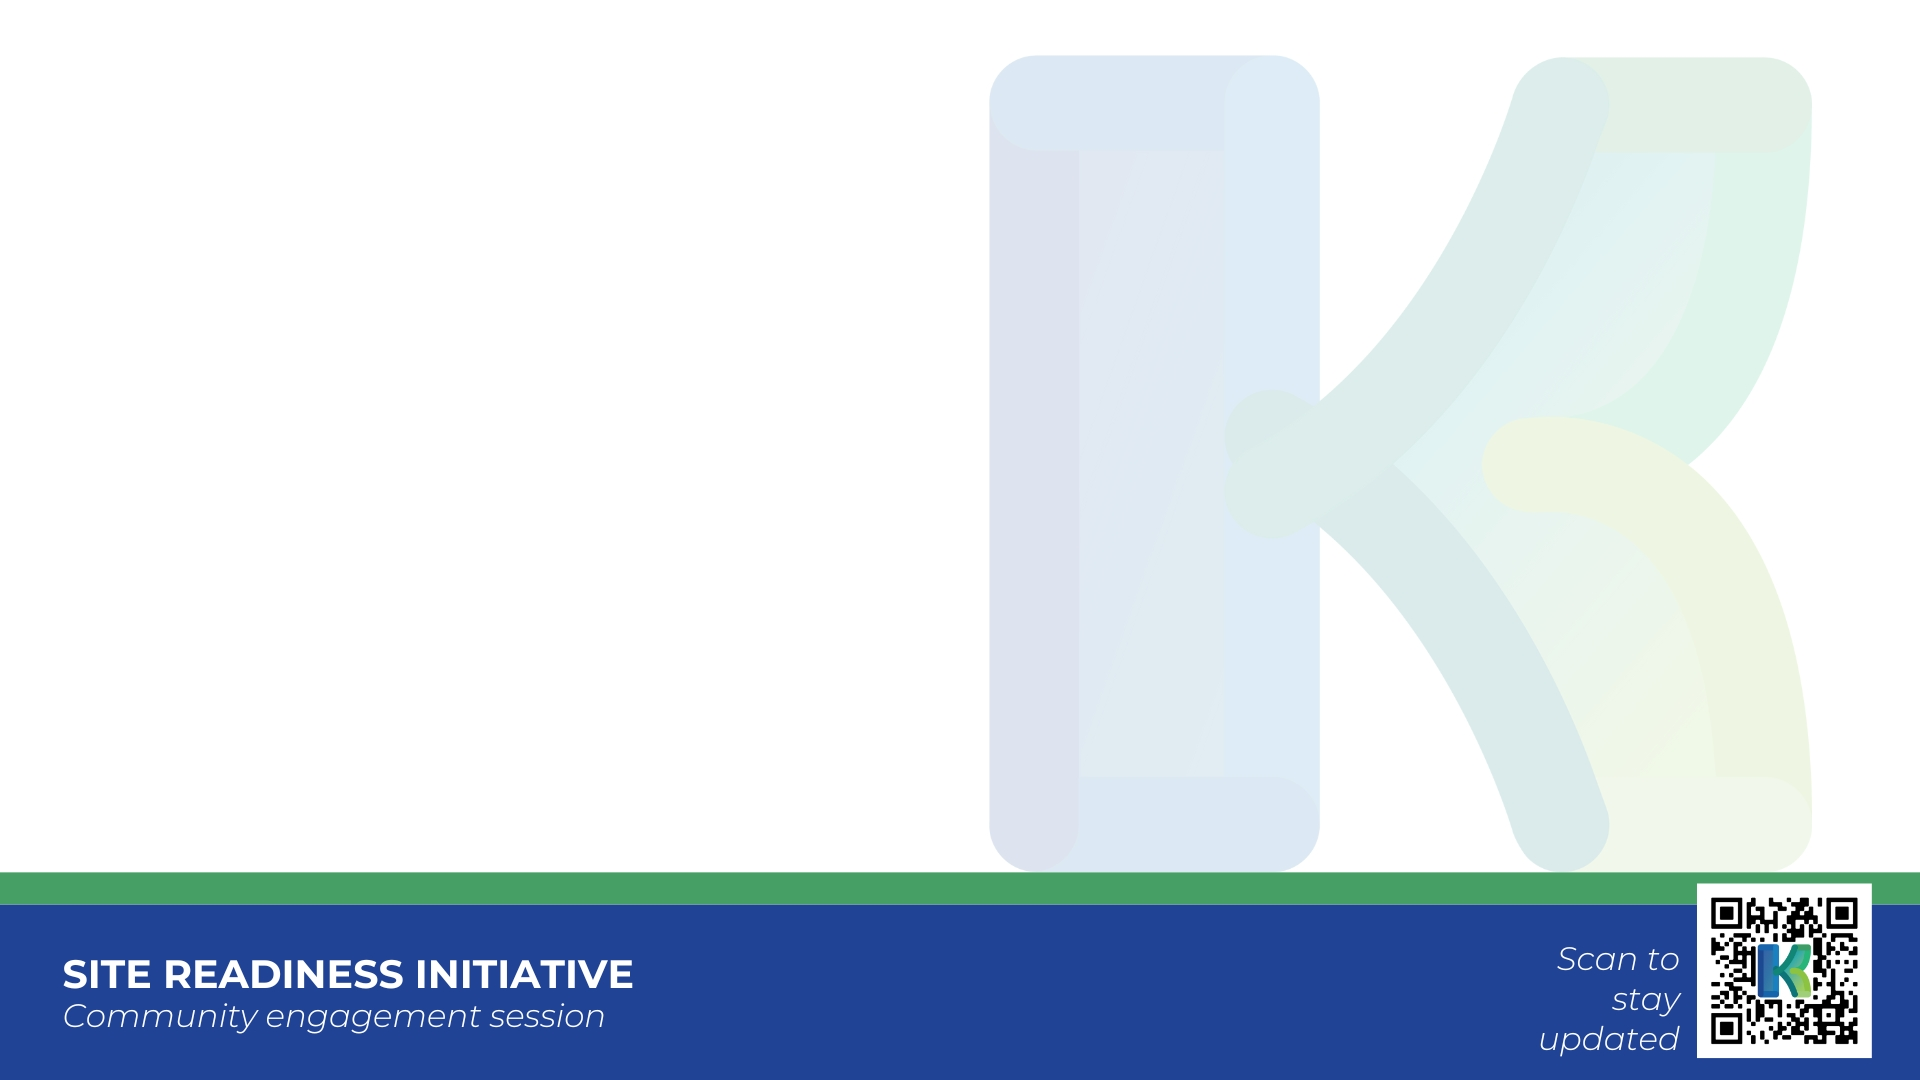 SITE READINESS INITIATIVE
Community engagement session
Scan to
stay
updated